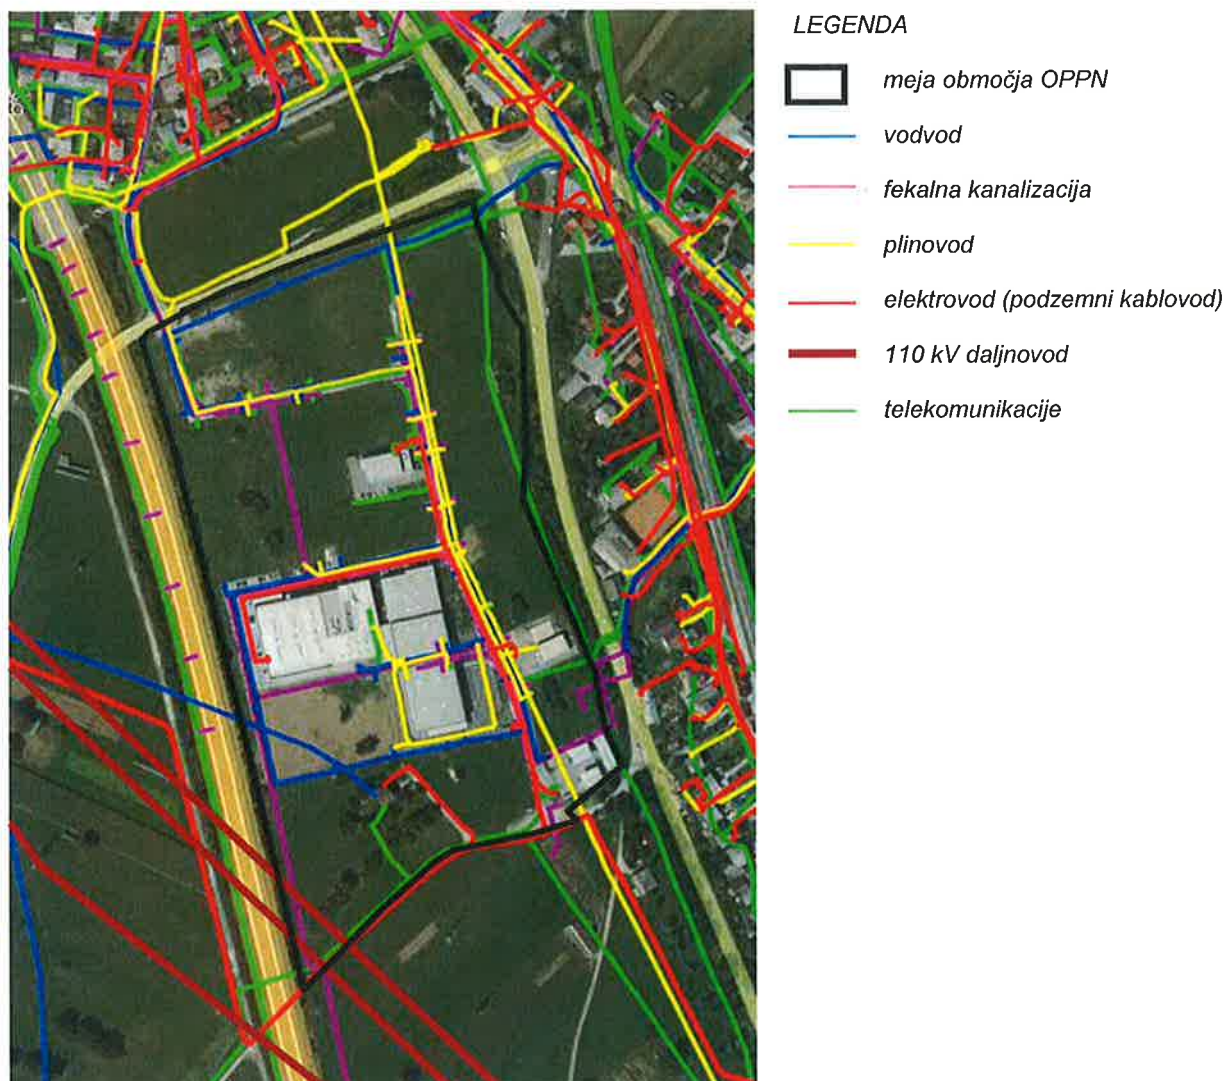 LEGENDA
meja območja OPPN
vodvod
fekalna kanalizacija
plinovod
elektrovod (podzemni kablovod)
110 kV daljnovod
telekomunikacije